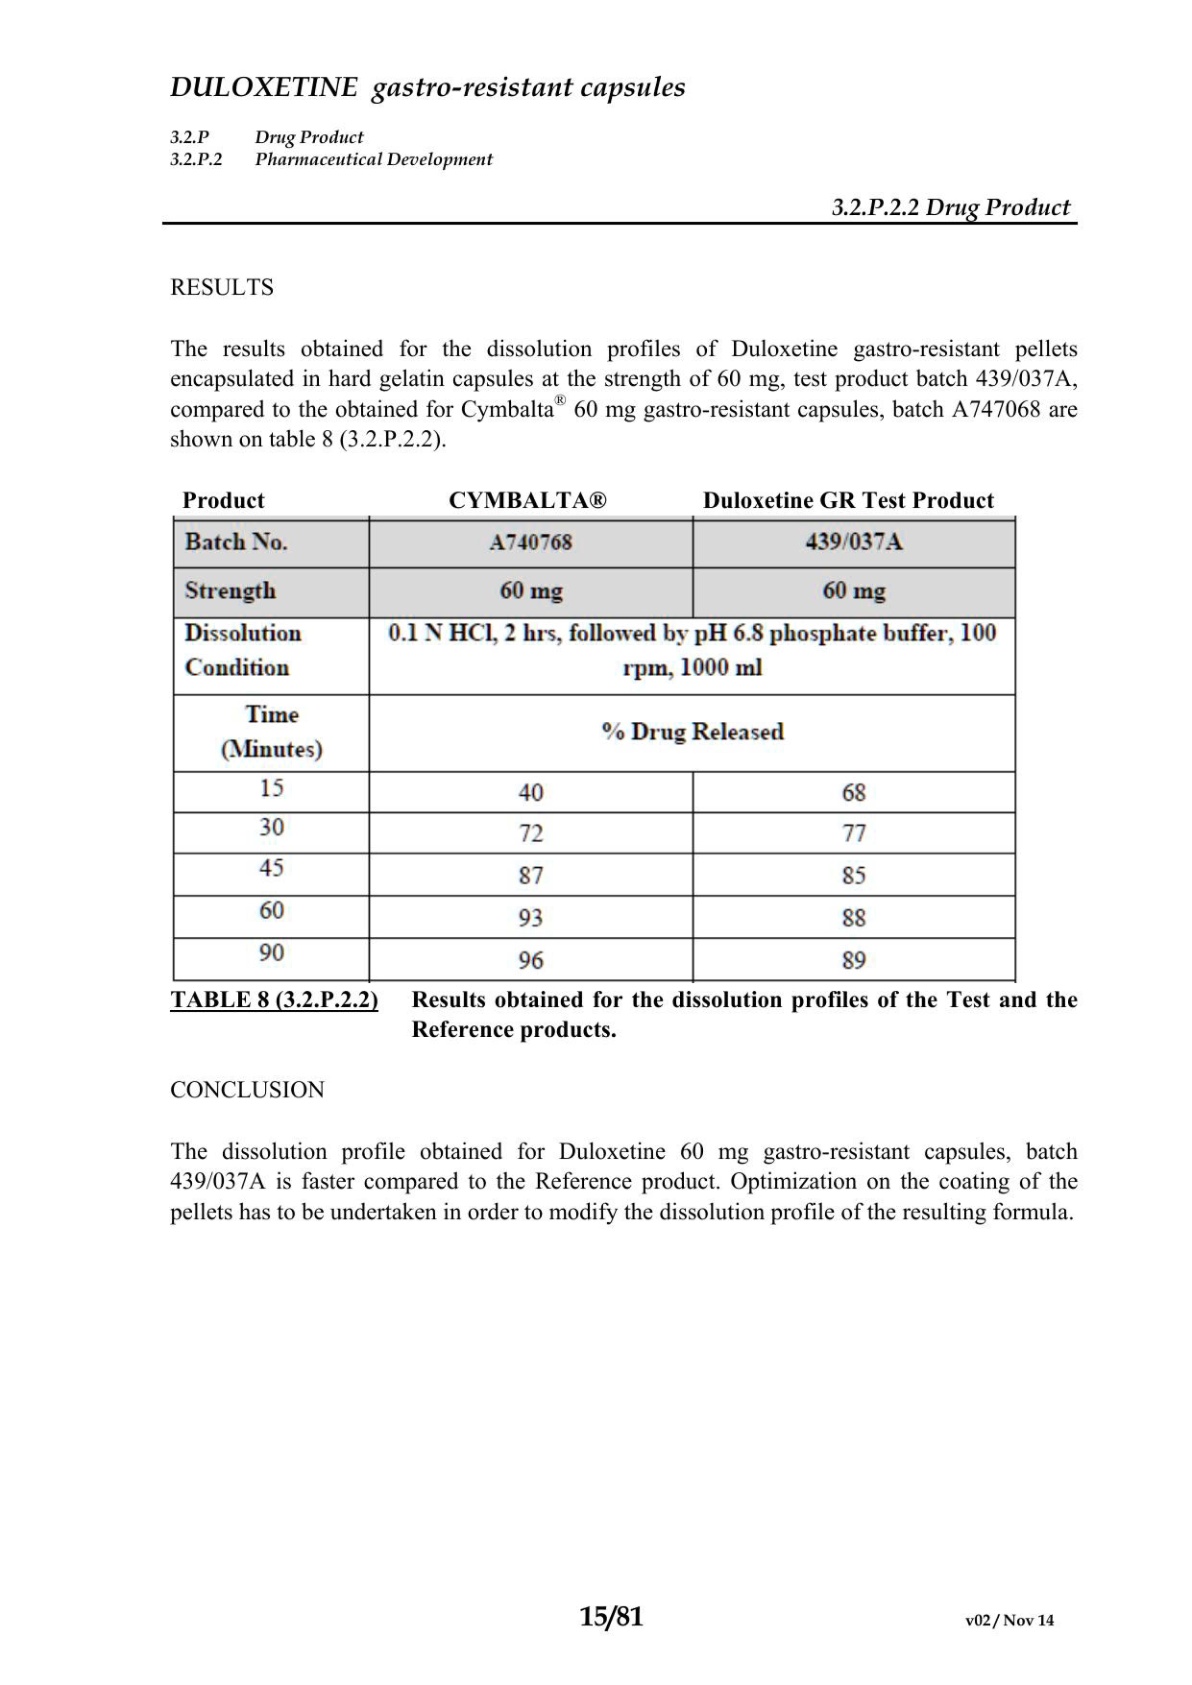 DULOXETINE gastro-resistant capsules
3.2.P Drug Product
3.2.P.2 Pharmaceutical Development
3.2.P.2.2 Drug Product
RESULTS
The results obtained for the dissolution profiles of Duloxetine gastro-resistant pellets
encapsulated in hard gelatin capsules at the strength of 60 mg, test product batch 439/037A,
compared to the obtained for Cymbalta® 60 mg gastro-resistant capsules, batch A747068 are
shown on table 8 (3.2.P.2.2).
Product CYMBALTA® Duloxetine GR Test Product
Batch No. A740768 439/037A
Strength 60 mg 60 mg
Dissolution Condition 0.1 N HCl, 2 hrs, followed by pH 6.8 phosphate buffer, 100
rpm, 1000 ml
Time
(Minutes) % Drug Released
15 40 68
30 72 77
45 87 85
60 93 88
90 96 89
TABLE 8 (3.2.P.2.2) Results obtained for the dissolution profiles of the Test and the
Reference products.
CONCLUSION
The dissolution profile obtained for Duloxetine 60 mg gastro-resistant capsules, batch
439/037A is faster compared to the Reference product. Optimization on the coating of the
pellets has to be undertaken in order to modify the dissolution profile of the resulting formula.
15/81
v02 / Nov 14